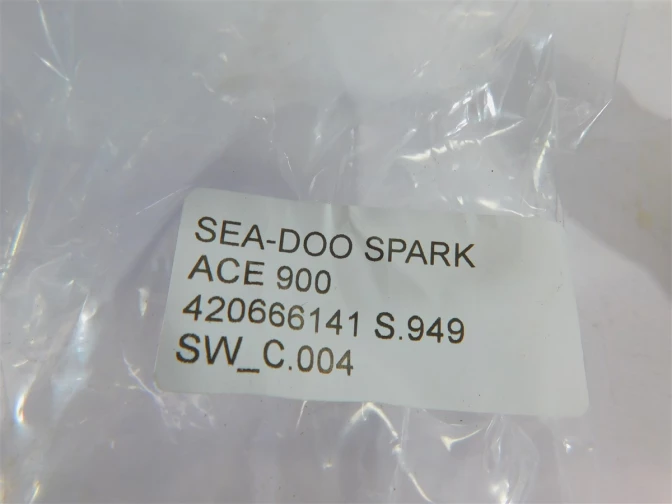 SEA-DOO SPARK
ACE 900
420666141 S.949
SW_C.004